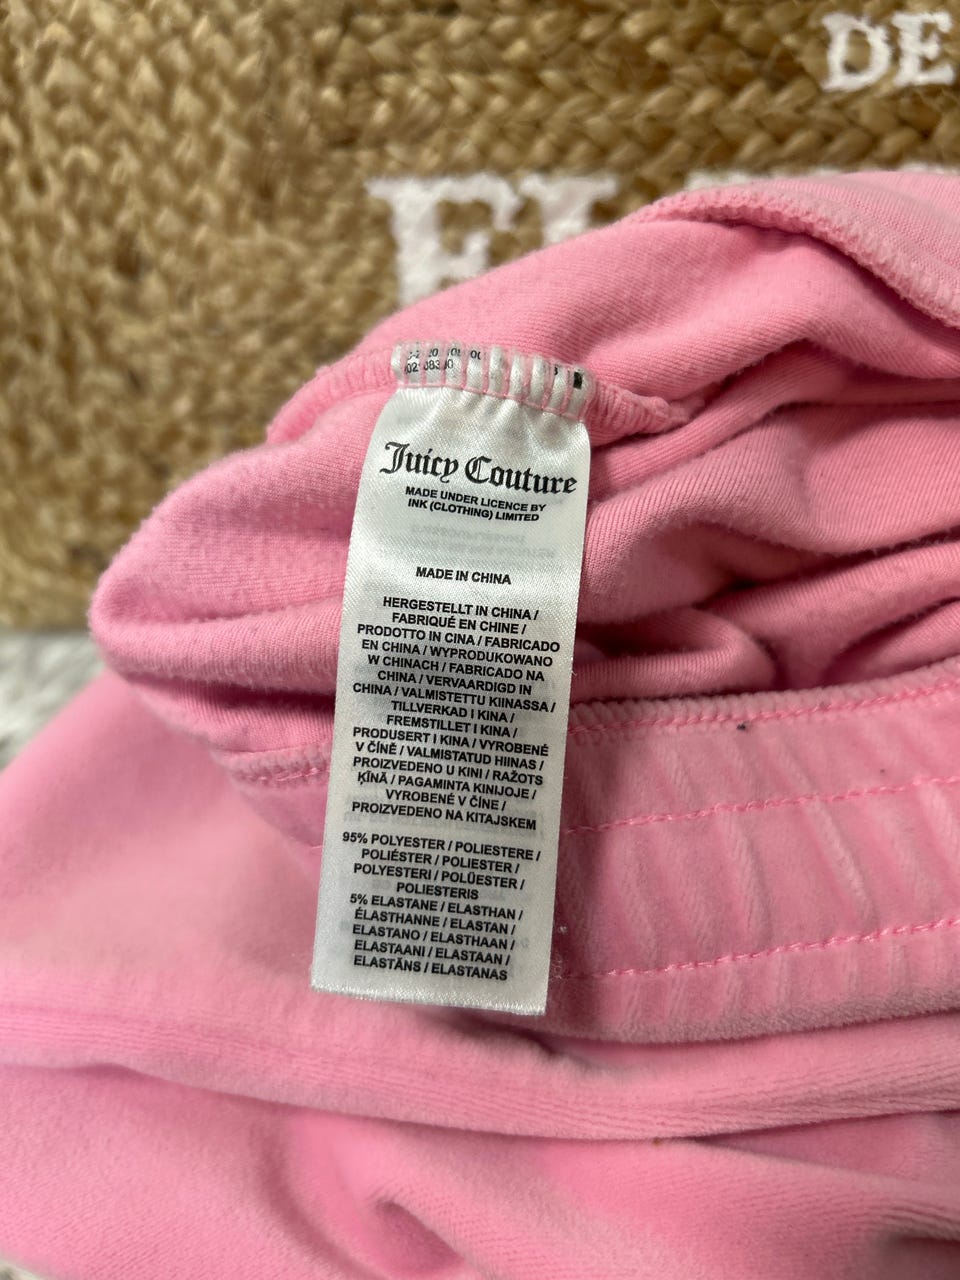 DE
Juicy Couture
MADE UNDER LICENCE BY
INK (CLOTHING) LIMITED
MADE IN CHINA
HERGESTELLT IN CHINA /
FABRIQUÉ EN CHINE /
PRODOTTO IN CINA / FABRICADO
EN CHINA / WYPRODUKOWANO
W CHINACH / FABRICADO NA
CHINA / VERVAARDIGD IN
CHINA / VALMISTETTU KIINASSA /
TILLVERKAD I KINA /
FREMSTILLET I KINA /
PRODUSERT I KINA / VYROBENÉ
V ČÍNĚ / VALMISTATUD HIINAS /
PROIZVEDENO U KINI / RAŽOTS
ĶĪNĀ / PAGAMINTA KINIJOJE /
VYROBENÉ V ČÍNE /
PROIZVEDENO NA KITAJSKEM
95% POLYESTER / POLIESTERE /
POLIÉSTER / POLIESTER /
POLYESTERI / POLÜESTER /
POLIESTERIS
5% ELASTANE / ELASTHAN /
ÉLASTHANNE / ELASTAN /
ELASTANO / ELASTHAAN /
ELASTAANI / ELASTAAN /
ELASTĀNS / ELASTANAS